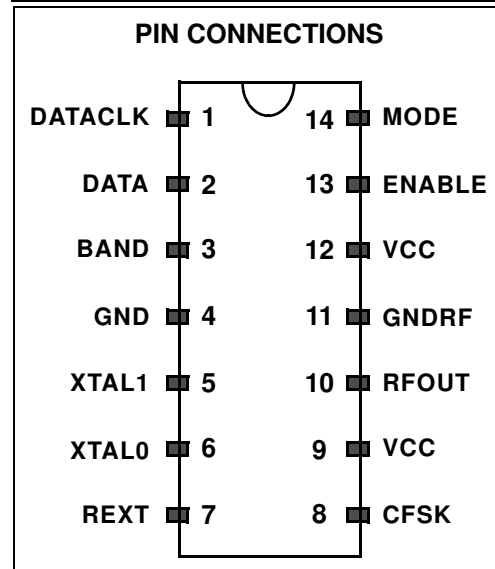 PIN CONNECTIONS
DATACLK 1 14 MODE
DATA 2 13 ENABLE
BAND 3 12 VCC
GND 4 11 GNDRF
XTAL1 5 10 RFOUT
XTAL0 6 9 VCC
REXT 7 8 CFSK